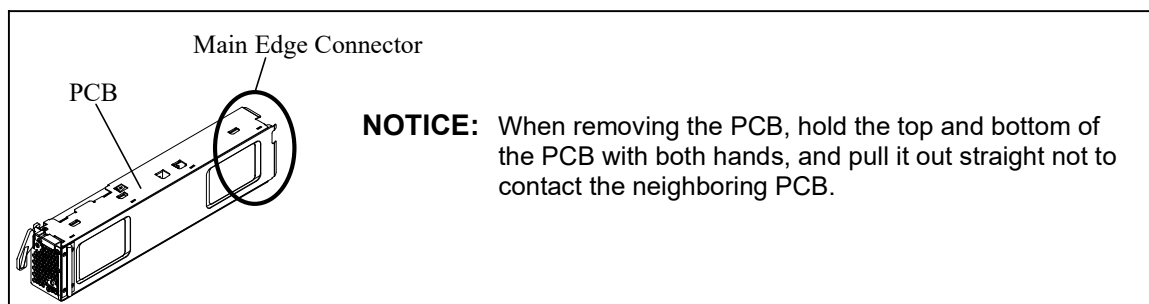 Main Edge Connector
PCB
NOTICE: When removing the PCB, hold the top and bottom of
the PCB with both hands, and pull it out straight not to
contact the neighboring PCB.